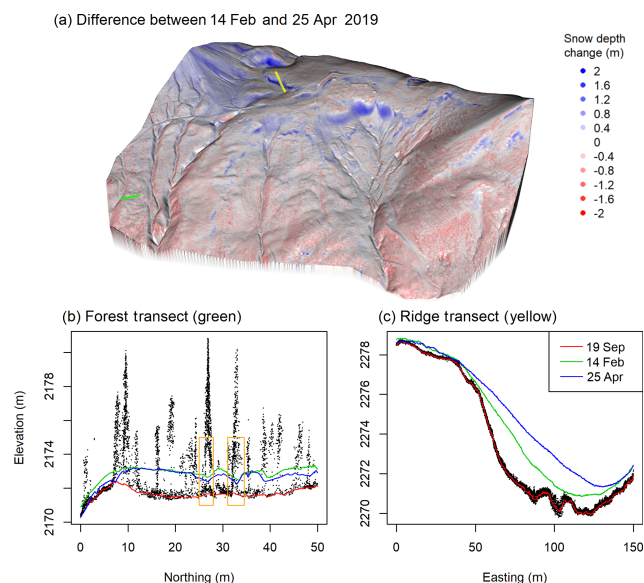 (a) Difference between 14 Feb and 25 Apr 2019
Snow depth
change (m)
2
1.6
1.2
0.8
0.4
0
-0.4
-0.8
-1.2
-1.6
-2
(b) Forest transect (green)
Elevation (m)
2178
2174
2170
0
10
20
30
40
50
Northing (m)
(c) Ridge transect (yellow)
19 Sep
14 Feb
25 Apr
2278
2276
2274
2272
2270
0
50
100
150
Easting (m)